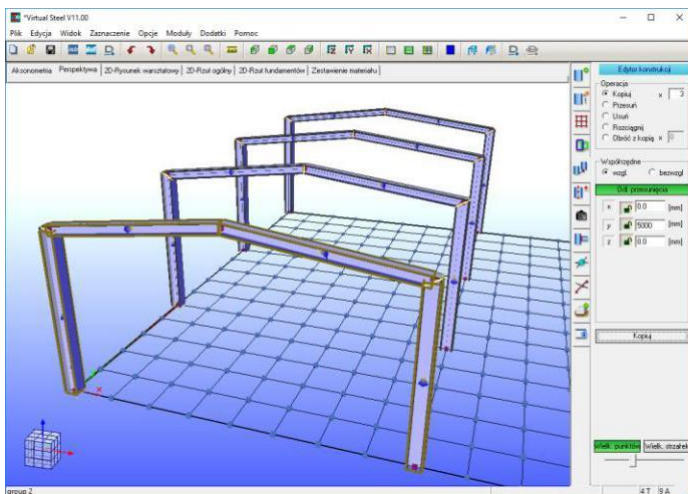 *Virtual Steel V11.00
Plik Edycja Widok Zaznaczenie Opcje Moduły Dodatki Pomoc
Aksonometria Perspektywa 2D-Rysunek warsztatowy 2D-Rzut ogólny 2D-Rzut fundamentów Zestawienie materiału
Edytor konstrukcji
Operacja
Kopiuj x 3
Przesuń
Usuń
Rozciągnij
Obróć z kopią x 0
Współrzędne
wzgl. bezwzgl
Odl. przesunięcia
x 0.0 [mm]
y 5000 [mm]
z 0.0 [mm]
Kopiuj
x
Wielk. punktów Wielk. strzałek
group 2 4 T 9 A